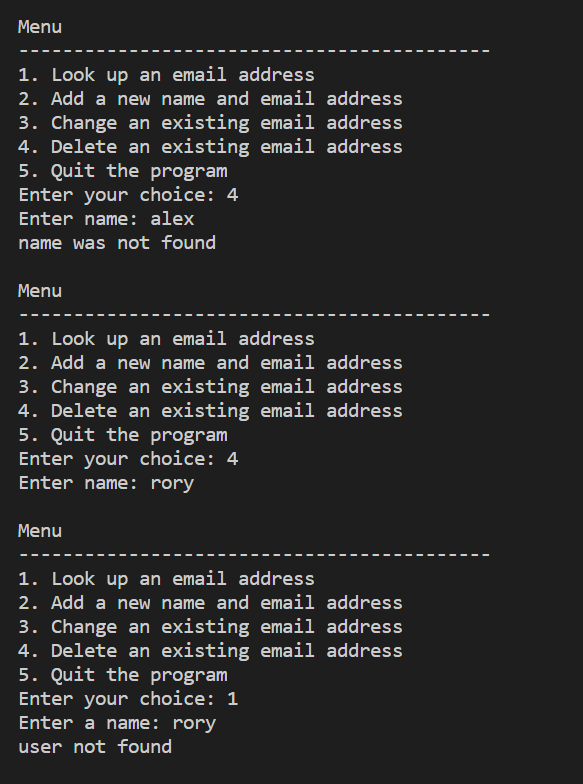 Menu
-------------------------------------------
1. Look up an email address
2. Add a new name and email address
3. Change an existing email address
4. Delete an existing email address
5. Quit the program
Enter your choice: 4
Enter name: alex
name was not found
Menu
-------------------------------------------
1. Look up an email address
2. Add a new name and email address
3. Change an existing email address
4. Delete an existing email address
5. Quit the program
Enter your choice: 4
Enter name: rory
Menu
-------------------------------------------
1. Look up an email address
2. Add a new name and email address
3. Change an existing email address
4. Delete an existing email address
5. Quit the program
Enter your choice: 1
Enter a name: rory
user not found